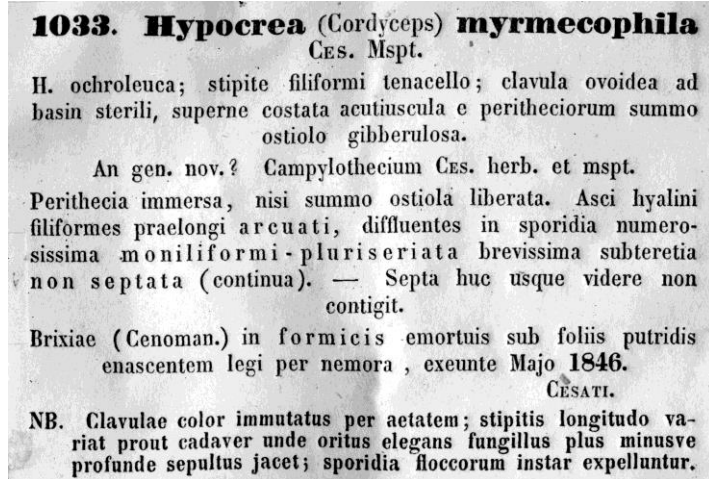 1033. Hypocrea (Cordyceps) myrmecophila
CES. Mspt.
H. ochroleuca; stipite filiformi tenacello; clavula ovoidea ad
basin sterili, superne costata acutiuscula e peritheciorum summo
ostiolo gibberulosa.
An gen. nov.? Campylothecium CES. herb. et mspt.
Perithecia immersa, nisi summo ostiola liberata. Asci hyalini
filiformes praelongi arcuati, diffluentes in sporidia numero-
sissima moniliformi-pluriseriata brevissima subteretia
non septata (continua). — Septa huc usque videre non
contigit.
Brixiae (Cenoman.) in formicis emortuis sub foliis putridis
enascentem legi per nemora, exeunte Majo 1846.
CESATI.
NB. Clavulae color immutatus per aetatem; stipitis longitudo va-
riat prout cadaver unde oritus elegans fungillus plus minusve
profunde sepultus jacet; sporidia floccorum instar expelluntur.